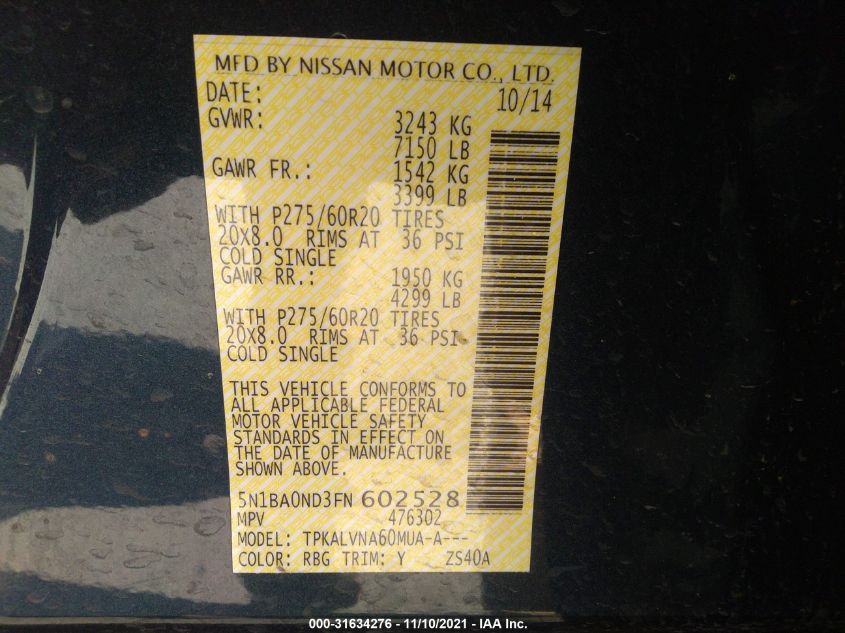 MFD BY NISSAN MOTOR CO., LTD.
DATE: 10/14
GVWR: 3243 KG
7150 LB
GAWR FR.: 1542 KG
3399 LB
WITH P275/60R20 TIRES
20X8.0 RIMS AT 36 PSI
COLD SINGLE
GAWR RR.: 1950 KG
4299 LB
WITH P275/60R20 TIRES
20X8.0 RIMS AT 36 PSI
COLD SINGLE
THIS VEHICLE CONFORMS TO
ALL APPLICABLE FEDERAL
MOTOR VEHICLE SAFETY
STANDARDS IN EFFECT ON
THE DATE OF MANUFACTURE
SHOWN ABOVE.
5N1BA0ND3FN 602528
MPV 476302
MODEL: TPKALVNA60MUA-A---
COLOR: RBG TRIM: Y ZS40A
000-31634276 - 11/10/2021 - IAA Inc.